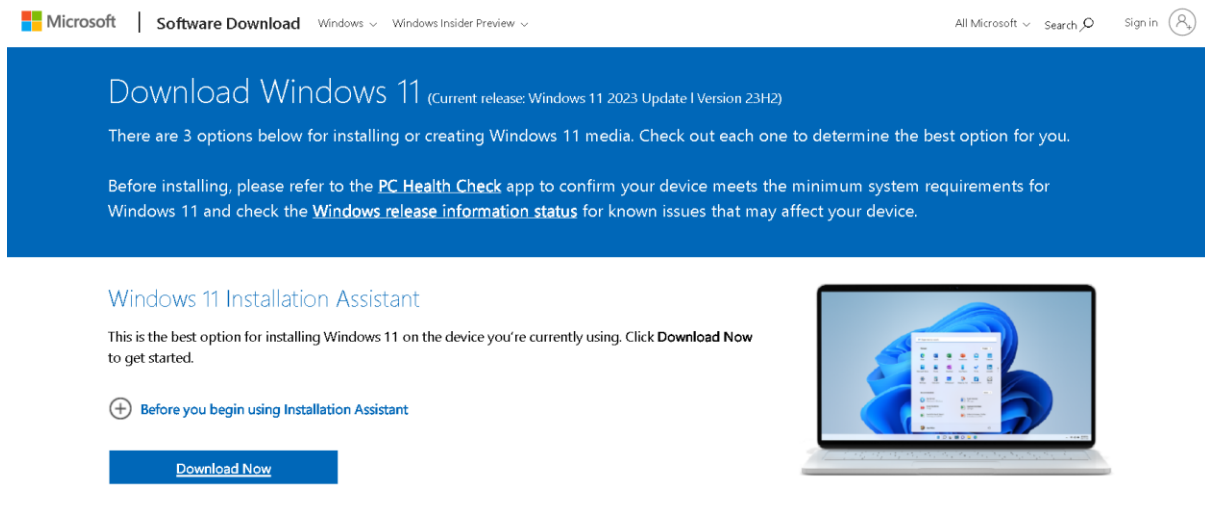 Microsoft | Software Download Windows Windows Insider Preview All Microsoft Search Sign in
Download Windows 11 (Current release: Windows 11 2023 Update l Version 23H2)
There are 3 options below for installing or creating Windows 11 media. Check out each one to determine the best option for you.
Before installing, please refer to the PC Health Check app to confirm your device meets the minimum system requirements for
Windows 11 and check the Windows release information status for known issues that may affect your device.
Windows 11 Installation Assistant
This is the best option for installing Windows 11 on the device you're currently using. Click Download Now
to get started.
Before you begin using Installation Assistant
Download Now